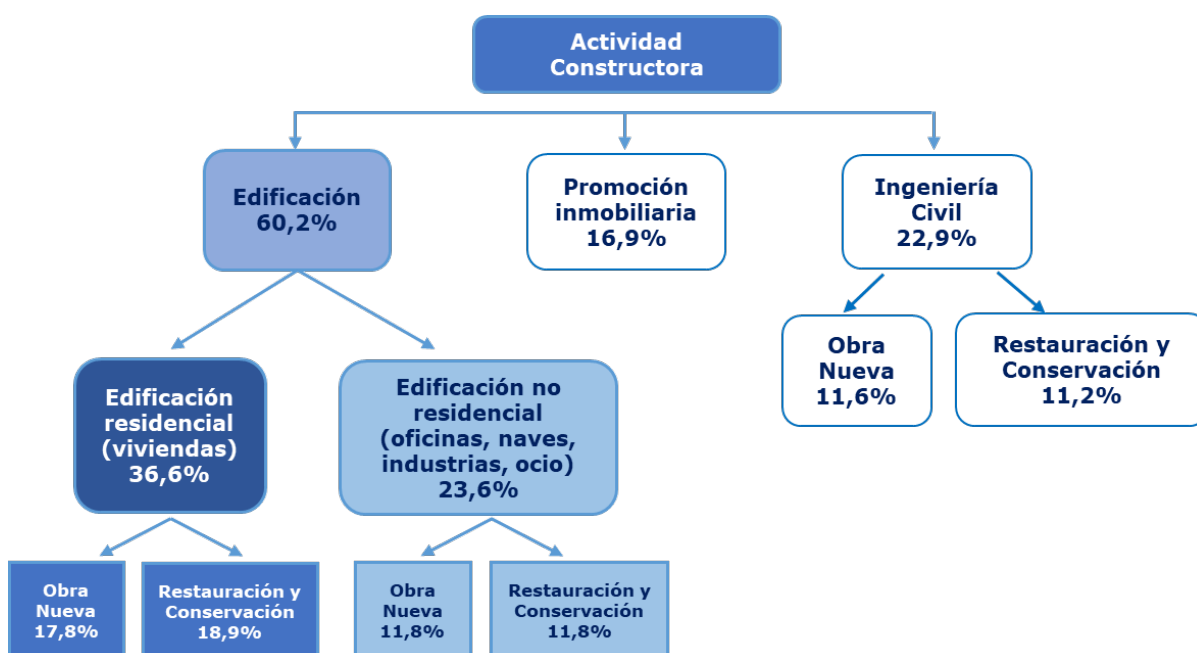 Actividad
Constructora
Edificación
60,2%
Promoción
inmobiliaria
16,9%
Ingeniería
Civil
22,9%
Obra
Nueva
11,6%
Restauración y
Conservación
11,2%
Edificación
residencial
(viviendas)
36,6%
Edificación no
residencial
(oficinas, naves,
industrias, ocio)
23,6%
Obra
Nueva
17,8%
Restauración y
Conservación
18,9%
Obra
Nueva
11,8%
Restauración y
Conservación
11,8%